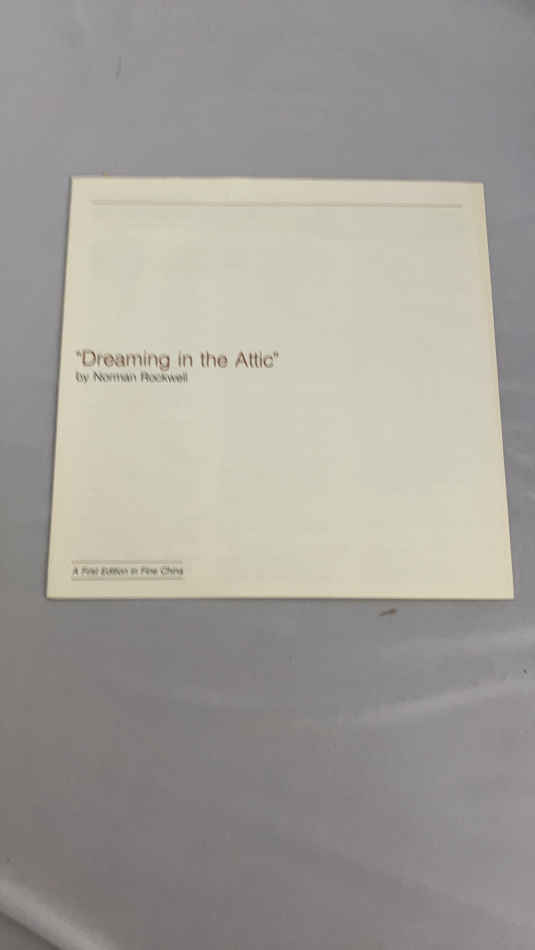 "Dreaming in the Attic"
by Norman Rockwell
A First Edition in Fine China